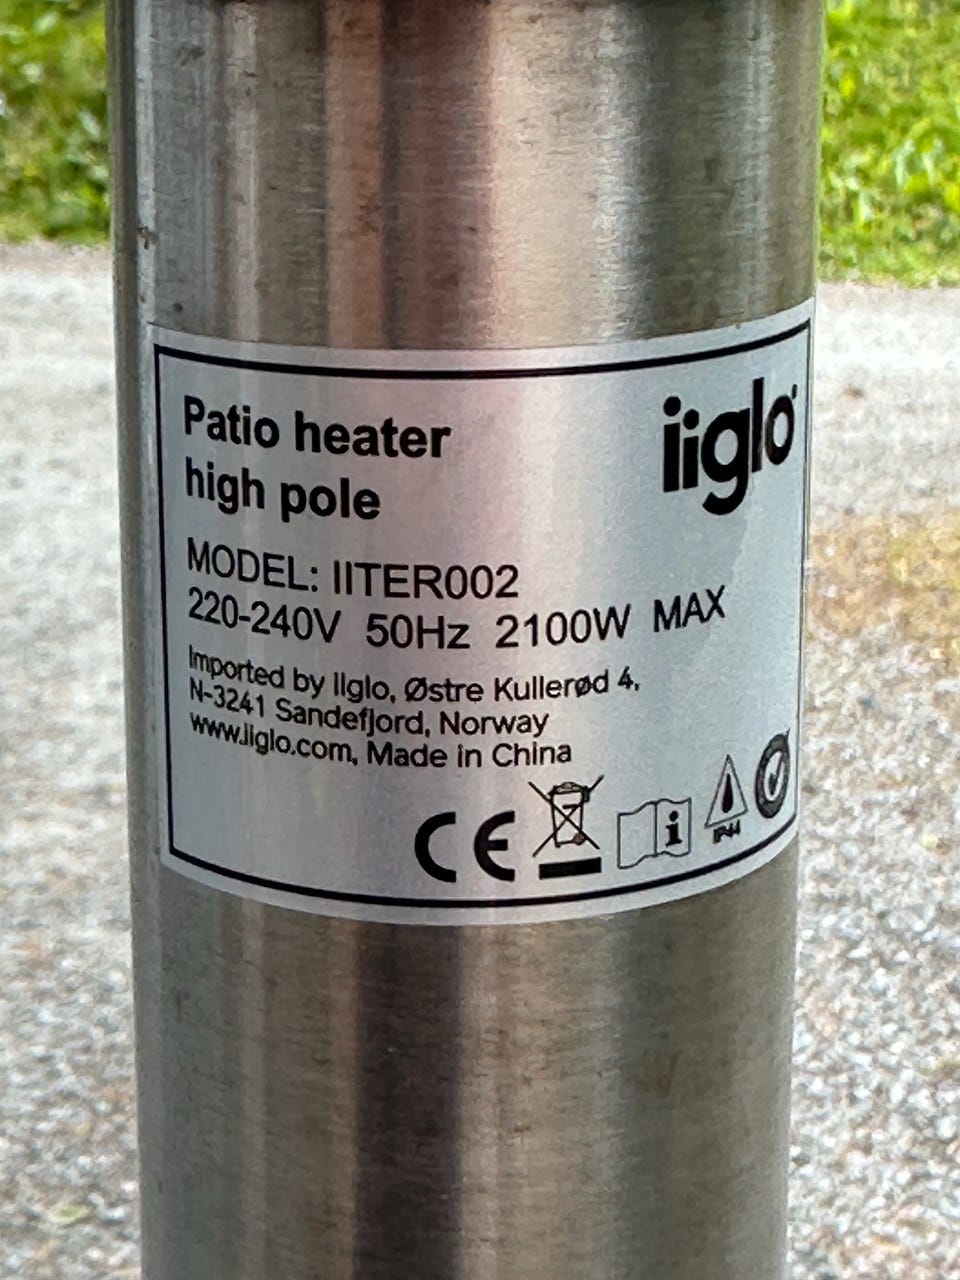 Patio heater
high pole
iiglo
MODEL: IITER002
220-240V 50Hz 2100W MAX
Imported by Iiglo, Østre Kullerød 4,
N-3241 Sandefjord, Norway
www.iiglo.com, Made in China
CE
i
IP44